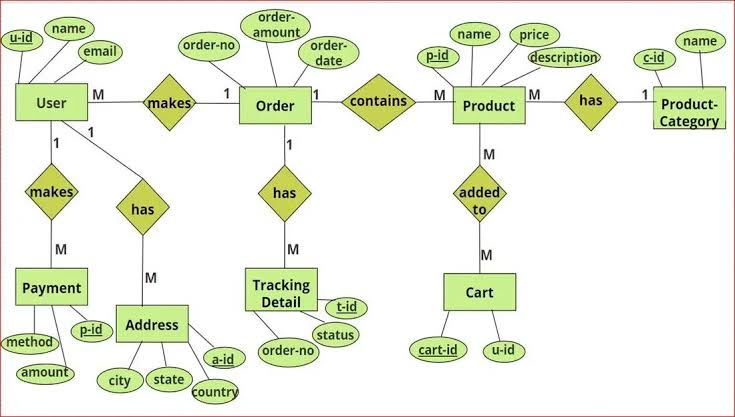 u-id
name
email
User
M
makes
1
order-no
order-
amount
order-
date
Order
1
contains
M
p-id
name
price
description
Product
M
has
1
c-id
name
Product-
Category
1
makes
M
Payment
method
amount
p-id
1
has
M
Address
city
state
country
a-id
1
has
M
Tracking
Detail
order-no
status
t-id
M
added
to
M
Cart
cart-id
u-id